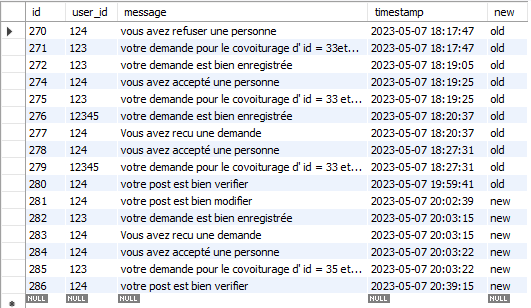 id user_id message timestamp new
270 124 vous avez refuser une personne 2023-05-07 18:17:47 old
271 123 votre demande pour le covoiturage d' id = 33et... 2023-05-07 18:17:47 old
272 123 votre demande est bien enregistrée 2023-05-07 18:19:05 old
274 124 vous avez accepté une personne 2023-05-07 18:19:25 old
275 123 votre demande pour le covoiturage d' id = 33 et... 2023-05-07 18:19:25 old
276 12345 votre demande est bien enregistrée 2023-05-07 18:20:37 old
277 124 Vous avez recu une demande 2023-05-07 18:20:37 old
278 124 vous avez accepté une personne 2023-05-07 18:27:31 old
279 12345 votre demande pour le covoiturage d' id = 33 et... 2023-05-07 18:27:31 old
280 124 votre post est bien verifier 2023-05-07 19:59:41 old
281 124 votre post est bien modifier 2023-05-07 20:02:39 new
282 123 votre demande est bien enregistrée 2023-05-07 20:03:15 new
283 124 Vous avez recu une demande 2023-05-07 20:03:15 new
284 124 vous avez accepté une personne 2023-05-07 20:03:22 new
285 123 votre demande pour le covoiturage d' id = 35 et... 2023-05-07 20:03:22 new
286 124 votre post est bien verifier 2023-05-07 20:39:15 new
NULL NULL NULL NULL NULL